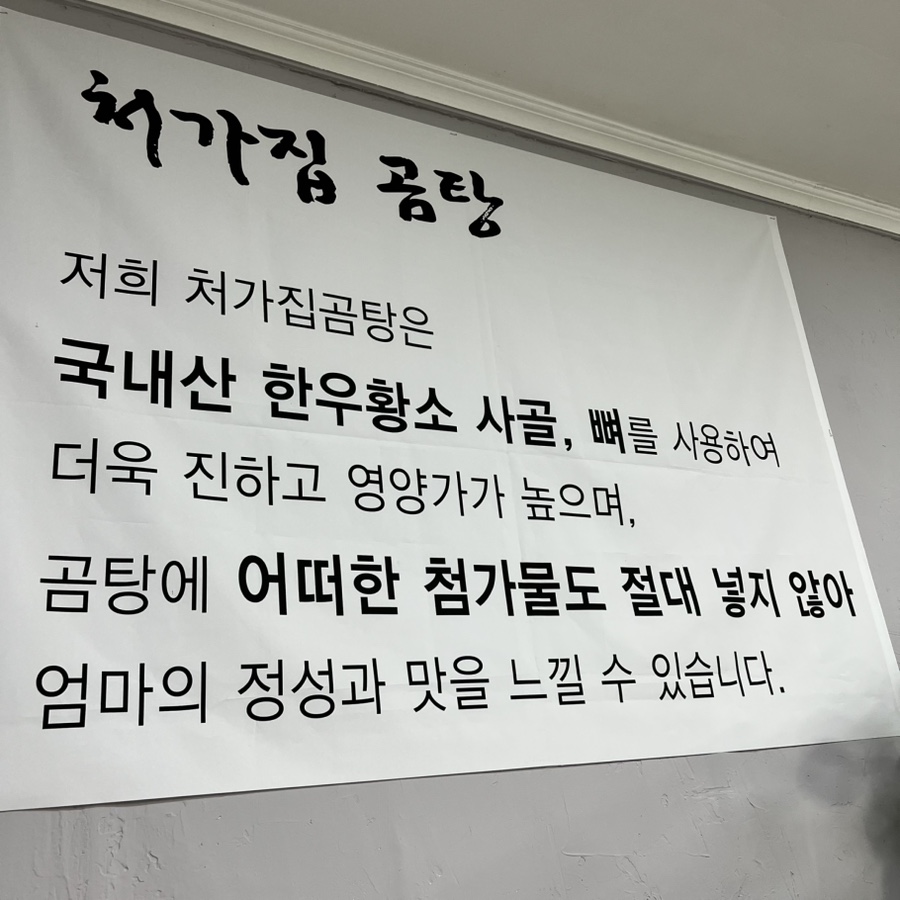 처가집 곰탕
저희 처가집곰탕은
국내산 한우황소 사골, 뼈를 사용하여
더욱 진하고 영양가가 높으며,
곰탕에 어떠한 첨가물도 절대 넣지 않아
엄마의 정성과 맛을 느낄 수 있습니다.